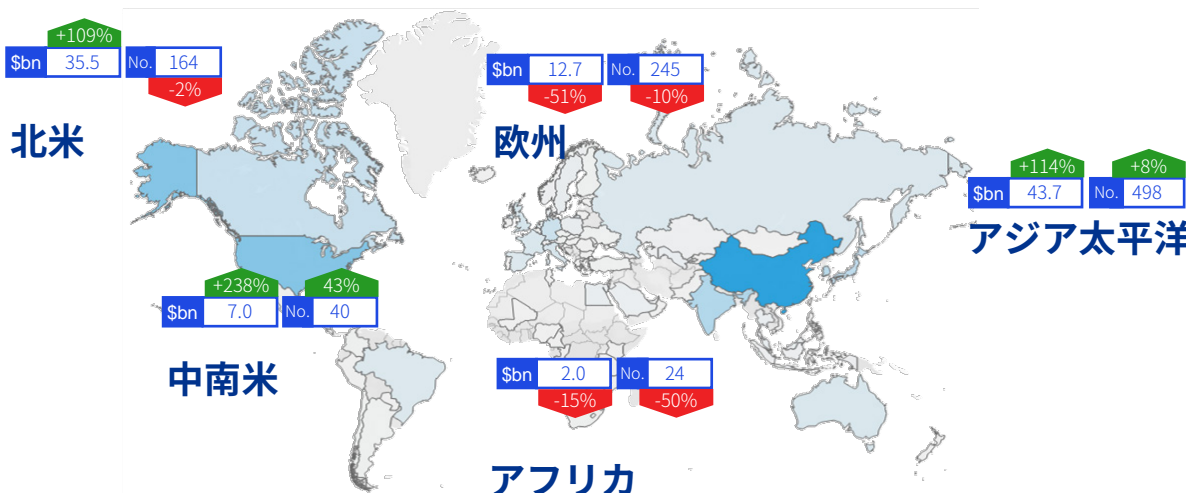 +109%
$bn 35.5 No. 164
-2%
北米
$bn 12.7 No. 245
-51% -10%
欧州
+114% +8%
$bn 43.7 No. 498
アジア太平洋
+238% 43%
$bn 7.0 No. 40
中南米
$bn 2.0 No. 24
-15% -50%
アフリカ